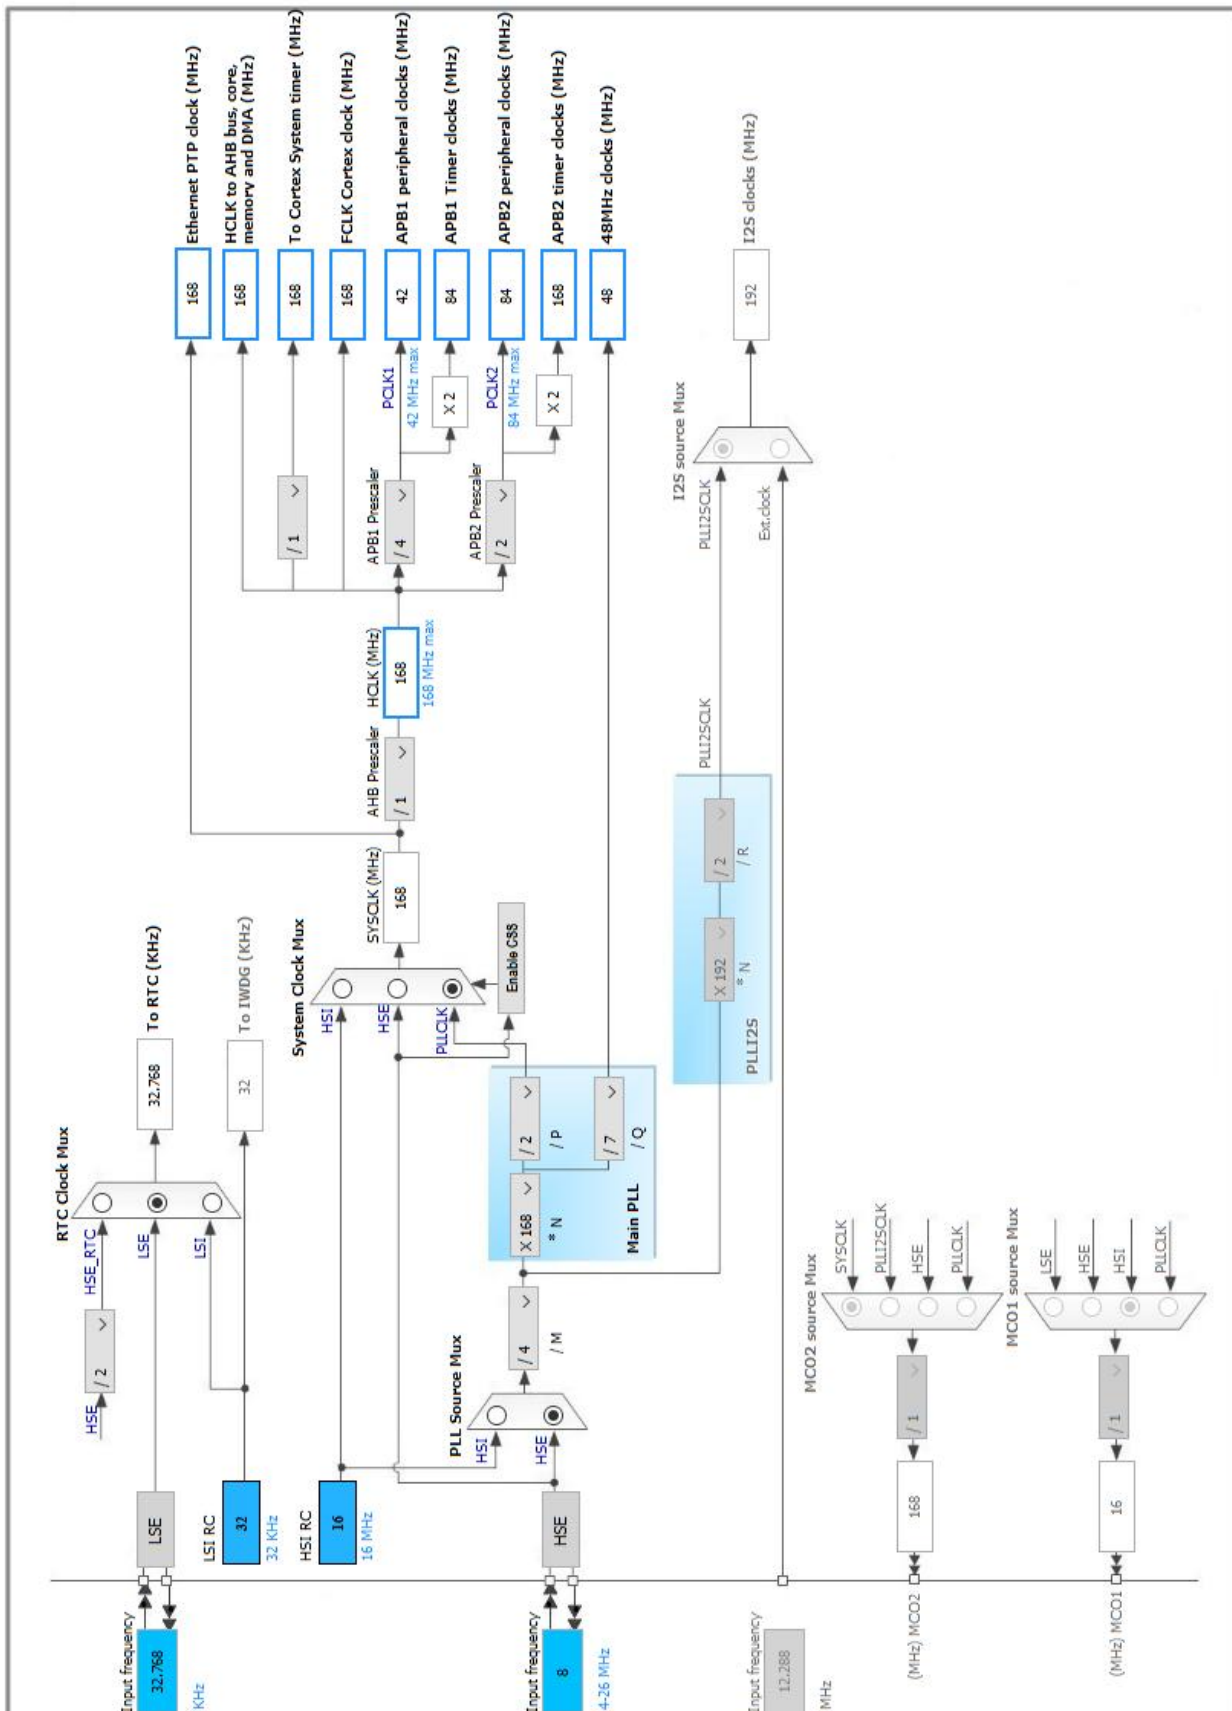 Input frequency
32.768
KHz
LSE
HSE
/ 2
HSE_RTC
LSE
LSI
RTC Clock Mux
32.768
To RTC (KHz)
LSI RC
32
32 KHz
32
To IWDG (KHz)
HSI RC
16
16 MHz
Input frequency
8
4-26 MHz
HSE
PLL Source Mux
HSI
HSE
/ 4
/ M
X 168
* N
/ 2
/ P
/ 7
/ Q
Main PLL
System Clock Mux
HSI
HSE
PLLCLK
Enable CSS
SYSCLK (MHz)
168
AHB Prescaler
/ 1
HCLK (MHz)
168
168 MHz max
/ 1
APB1 Prescaler
/ 4
PCLK1
42 MHz max
X 2
APB2 Prescaler
/ 2
PCLK2
84 MHz max
X 2
168
Ethernet PTP clock (MHz)
168
HCLK to AHB bus, core,
memory and DMA (MHz)
168
To Cortex System timer (MHz)
168
FCLK Cortex clock (MHz)
42
APB1 peripheral clocks (MHz)
84
APB1 Timer clocks (MHz)
84
APB2 peripheral clocks (MHz)
168
APB2 timer clocks (MHz)
48
48MHz clocks (MHz)
PLLI2S
X 192
* N
/ 2
/ R
PLLI2SCLK
PLLI2SCLK
Ext.clock
I2S source Mux
192
I2S clocks (MHz)
Input frequency
12.288
MHz
(MHz) MCO2
168
/ 1
MCO2 source Mux
SYSCLK
PLLI2SCLK
HSE
PLLCLK
(MHz) MCO1
16
/ 1
MCO1 source Mux
LSE
HSE
HSI
PLLCLK